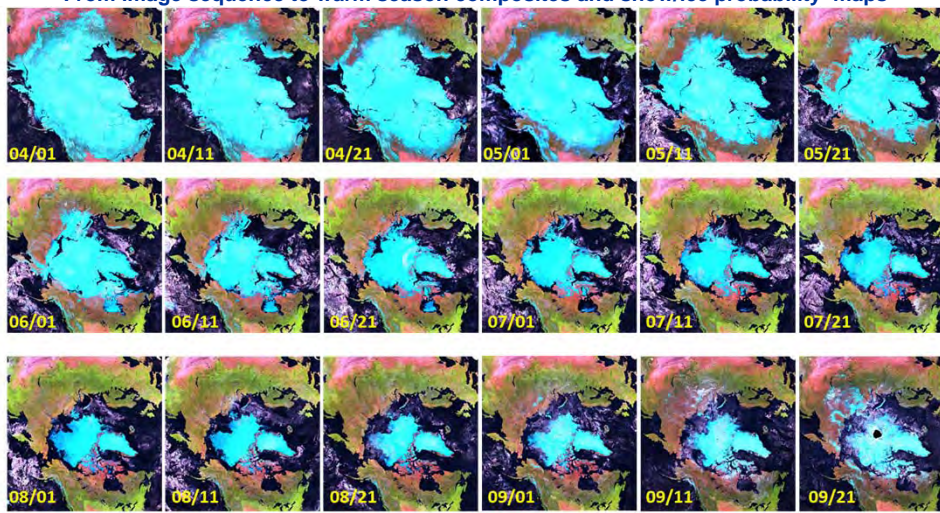 From image sequence to warm season composites and snow/ice probability maps
04/01 04/11 04/21 05/01 05/11 05/21
06/01 06/11 06/21 07/01 07/11 07/21
08/01 08/11 08/21 09/01 09/11 09/21